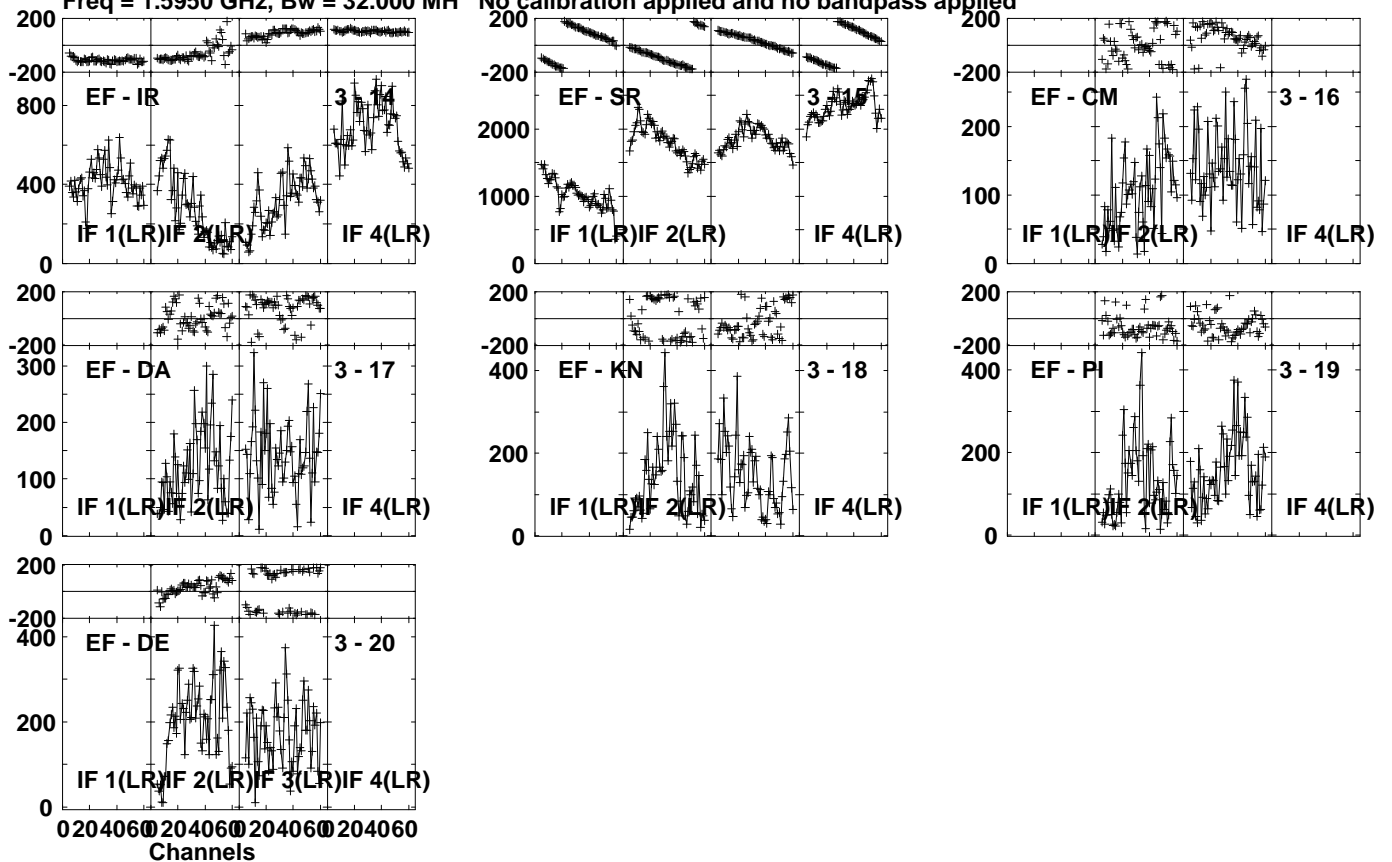 Freq = 1.5950 GHz, Bw = 32.000 MH No calibration applied and no bandpass applied
200
-200
EF - IR
3 - 14
800
400
0
IF 1(LR) IF 2(LR) IF 4(LR)
200
-200
EF - SR
3 - 15
2000
1000
0
IF 1(LR) IF 2(LR) IF 4(LR)
200
-200
EF - CM
3 - 16
200
100
0
IF 1(LR) IF 2(LR) IF 4(LR)
200
-200
EF - DA
3 - 17
300
200
100
0
IF 1(LR) IF 2(LR) IF 4(LR)
200
-200
EF - KN
3 - 18
400
200
0
IF 1(LR) IF 2(LR) IF 4(LR)
200
-200
EF - PI
3 - 19
400
200
0
IF 1(LR) IF 2(LR) IF 4(LR)
200
-200
EF - DE
3 - 20
400
200
0
IF 1(LR) IF 2(LR) IF 3(LR) IF 4(LR)
0 20 40 60 0 20 40 60 0 20 40 60
Channels